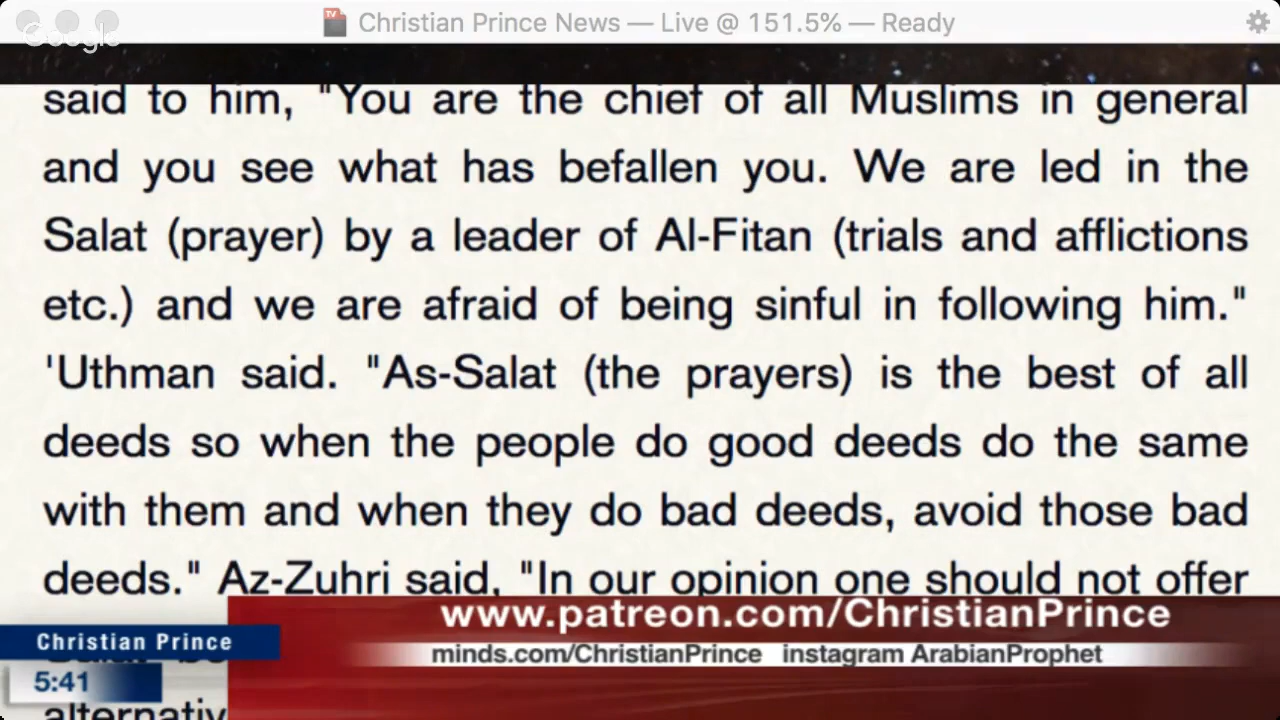 Christian Prince News — Live @ 151.5% — Ready
Google
said to him, "You are the chief of all Muslims in general
and you see what has befallen you. We are led in the
Salat (prayer) by a leader of Al-Fitan (trials and afflictions
etc.) and we are afraid of being sinful in following him."
'Uthman said. "As-Salat (the prayers) is the best of all
deeds so when the people do good deeds do the same
with them and when they do bad deeds, avoid those bad
deeds." Az-Zuhri said, "In our opinion one should not offer
www.patreon.com/ChristianPrince
Christian Prince
minds.com/ChristianPrince instagram ArabianProphet
5:41
alternativ